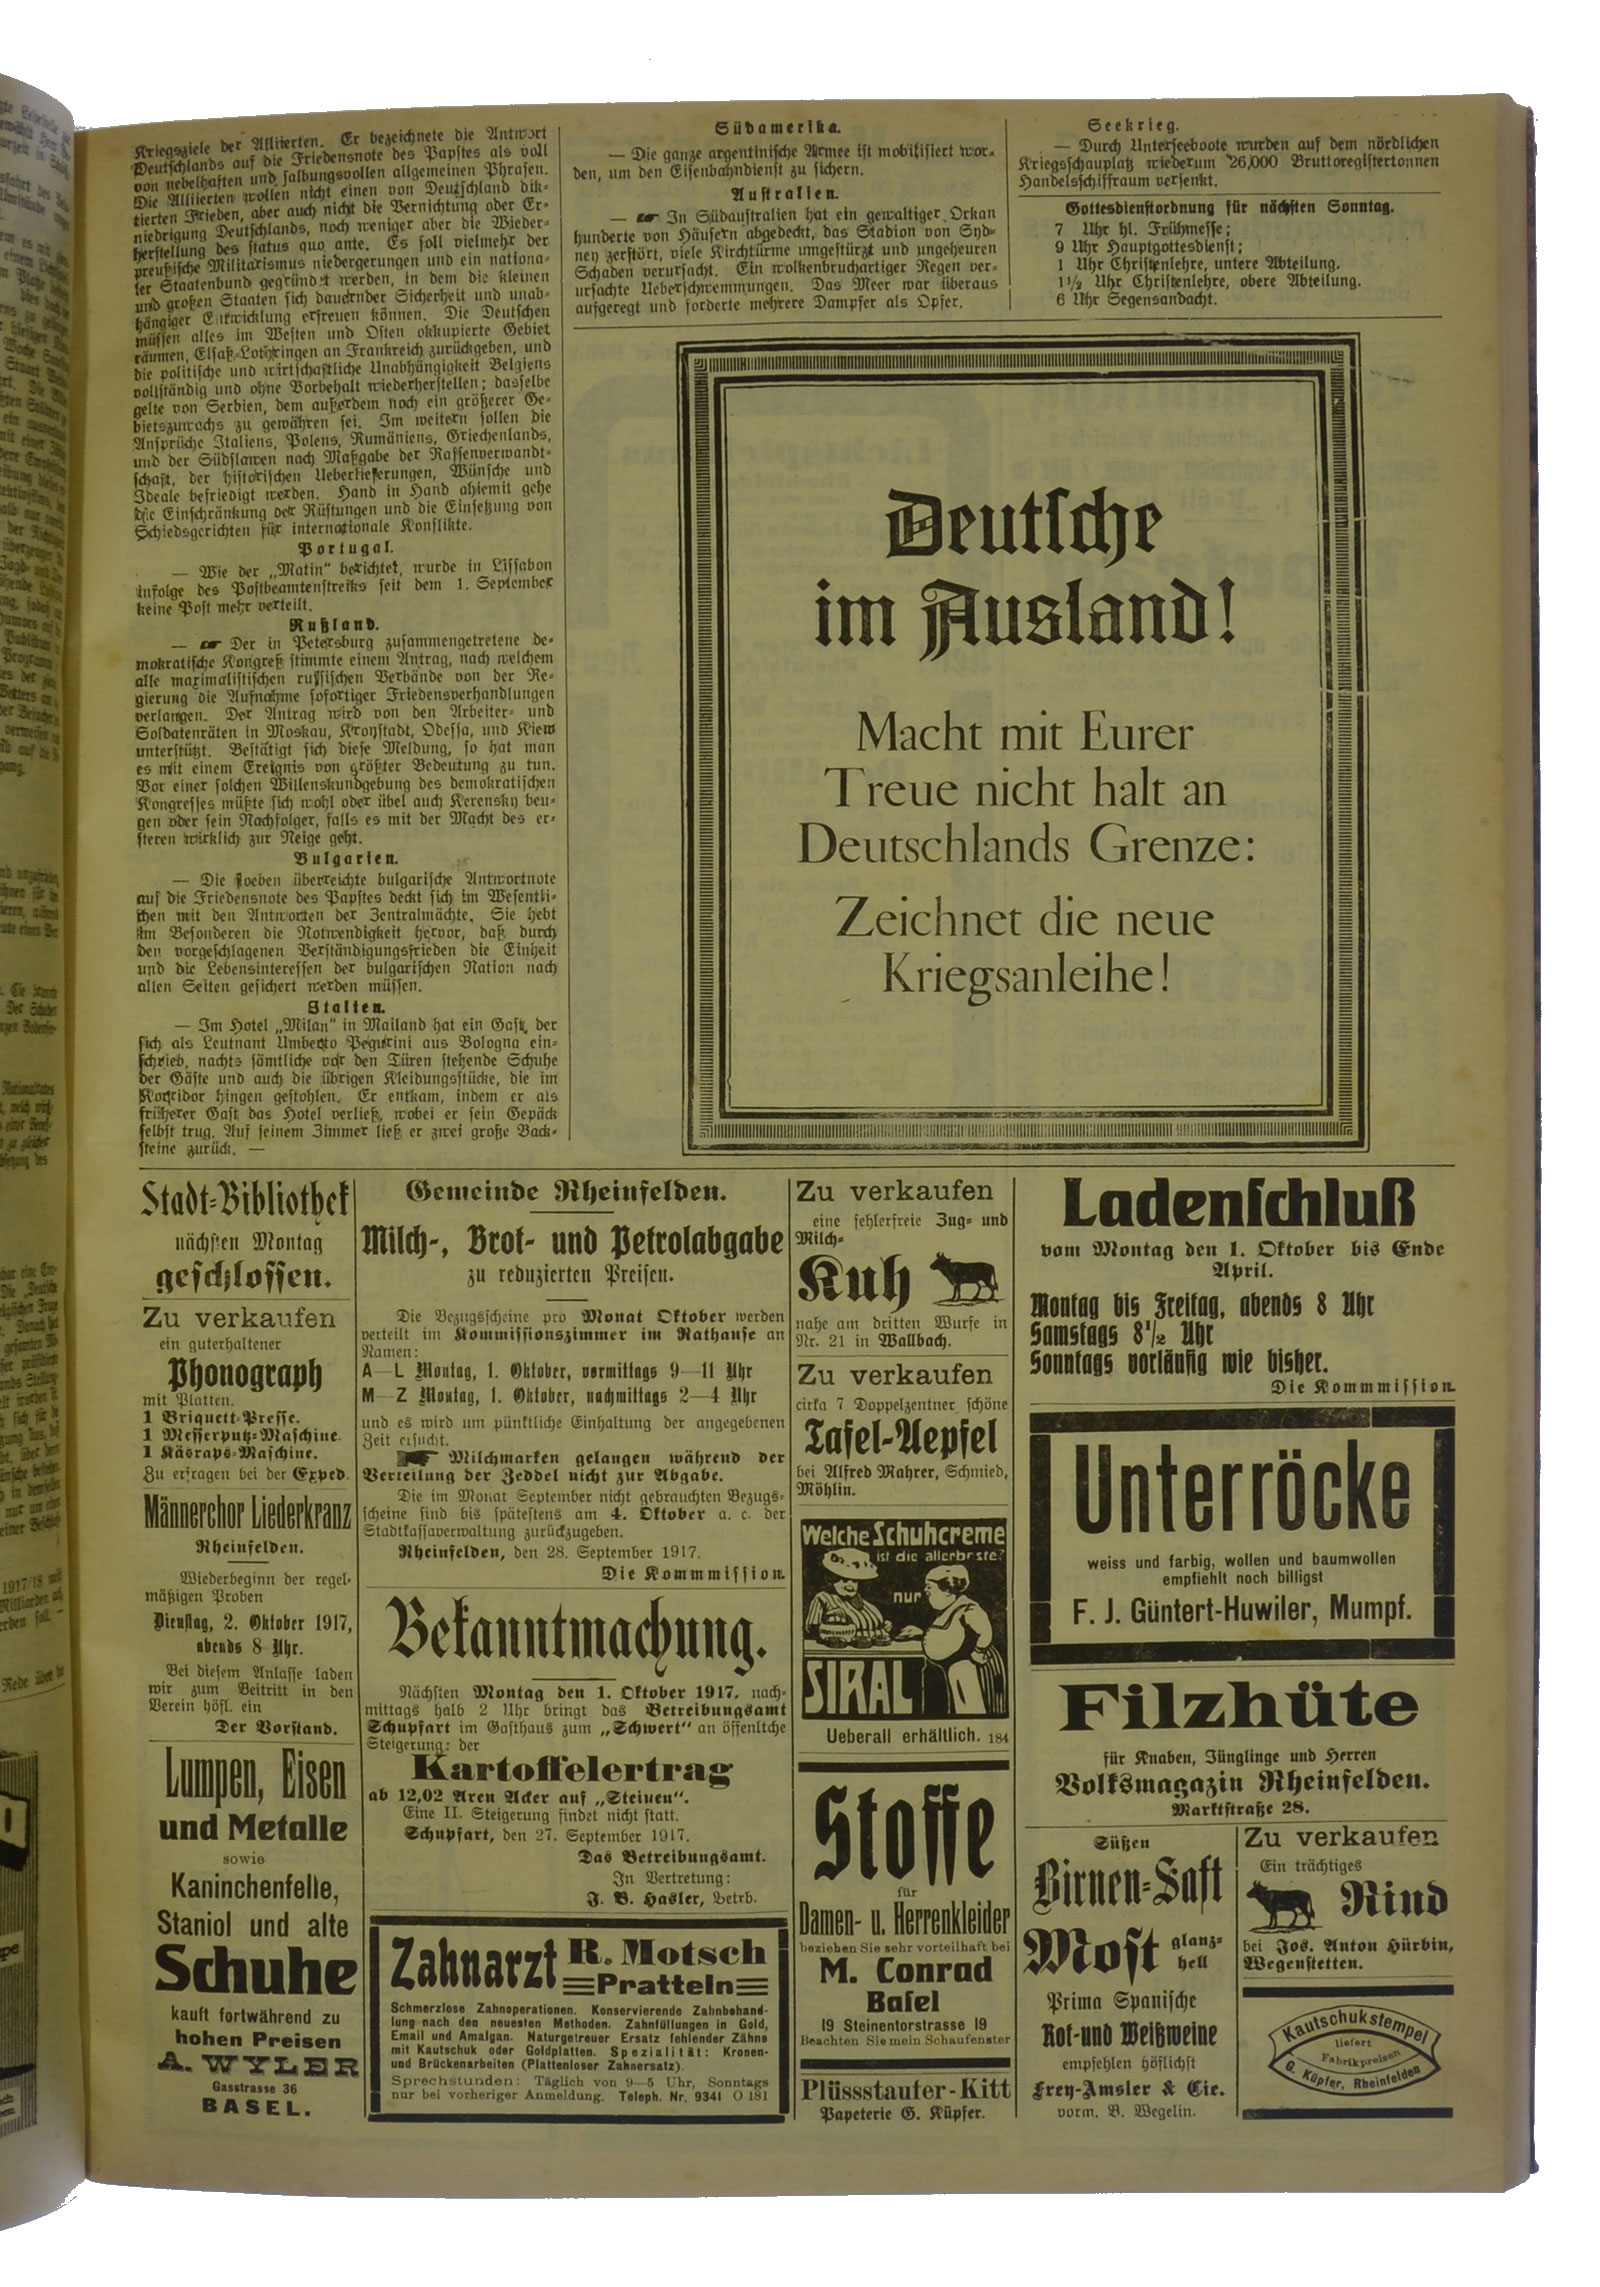 Kriegsziele der Alliierten. Er bezeichnete die Antwort
Deutschlands auf die Friedensnote des Papstes als voll
von nebelhaften und salbungsvollen allgemeinen Phrasen.
Die Alliierten wollen nicht einen von Deutschland dik-
tierten Frieden, aber auch nicht die Vernichtung oder Er-
niedrigung Deutschlands, noch weniger aber die Wieder-
herstellung des status quo ante. Es soll vielmehr der
preußische Militarismus niedergerungen und ein nationa-
ler Staatenbund gegründet werden, in dem die kleinen
und großen Staaten sich dauernder Sicherheit und unab-
hängiger Entwicklung erfreuen können. Die Deutschen
müssen alles im Westen und Osten okkupierte Gebiet
räumen, Elsaß-Lothringen an Frankreich zurückgeben, und
die politische und wirtschaftliche Unabhängigkeit Belgiens
vollständig und ohne Vorbehalt wiederherstellen; dasselbe
gelte von Serbien, dem außerdem noch ein größerer Ge-
bietszuwachs zu gewähren sei. Im weitern sollen die
Ansprüche Italiens, Polens, Rumäniens, Griechenlands,
und der Südslawen nach Maßgabe der Rassenverwandt-
schaft, der historischen Ueberlieferungen, Wünsche und
Ideale befriedigt werden. Hand in Hand ahiemit gehe
die Einschränkung der Rüstungen und die Einsetzung von
Schiedsgerichten für internationale Konflikte.
Portugal.
— Wie der „Matin“ berichtet, wurde in Lissabon
infolge des Postbeamtenstreiks seit dem 1. September
keine Post mehr verteilt.
Rußland.
— ☛ Der in Petersburg zusammengetretene de-
mokratische Kongreß stimmte einem Antrag, nach welchem
alle maximalistischen russischen Verbände von der Re-
gierung die Aufnahme sofortiger Friedensverhandlungen
verlangen. Der Antrag wird von den Arbeiter- und
Soldatenräten in Moskau, Kronstadt, Odessa, und Kiew
unterstützt. Bestätigt sich diese Meldung, so hat man
es mit einem Ereignis von größter Bedeutung zu tun.
Vor einer solchen Willenskundgebung des demokratischen
Kongresses müßte sich wohl oder übel auch Kerensky beu-
gen oder sein Nachfolger, falls es mit der Macht des er-
steren wirklich zur Neige geht.
Bulgarien.
— Die soeben überreichte bulgarische Antwortnote
auf die Friedensnote des Papstes deckt sich im Wesentli-
chen mit den Antworten der Zentralmächte. Sie hebt
im Besonderen die Notwendigkeit hervor, daß durch
den vorgeschlagenen Verständigungsfrieden die Einheit
und die Lebensinteressen der bulgarischen Nation nach
allen Seiten gesichert werden müssen.
Italien.
— Im Hotel „Milan“ in Mailand hat ein Gast, der
sich als Leutnant Umberto Pegurini aus Bologna ein-
schrieb, nachts sämtliche vor den Türen stehende Schuhe
der Gäste und auch die übrigen Kleidungsstücke, die im
Korridor hingen gestohlen. Er entkam, indem er als
früherer Gast das Hotel verließ, wobei er sein Gepäck
selbst trug. Auf seinem Zimmer ließ er zwei große Back-
steine zurück. —
Südamerika.
— Die ganze argentinische Armee ist mobilisiert wor-
den, um den Eisenbahndienst zu sichern.
Australien.
— ☛ In Südaustralien hat ein gewaltiger Orkan
hunderte von Häusern abgedeckt, das Stadion von Syd-
ney zerstört, viele Kirchtürme umgestürzt und ungeheuren
Schaden verursacht. Ein wolkenbruchartiger Regen ver-
ursachte Ueberschwemmungen. Das Meer war überaus
aufgeregt und forderte mehrere Dampfer als Opfer.
Seekrieg.
— Durch Unterseeboote wurden auf dem nördlichen
Kriegsschauplatz wiederum 26,000 Bruttoregistertonnen
Handelsschiffraum versenkt.
Gottesdienstordnung für nächsten Sonntag.
7 Uhr hl. Frühmesse;
9 Uhr Hauptgottesdienst;
1 Uhr Christenlehre, untere Abteilung.
1½ Uhr Christenlehre, obere Abteilung.
6 Uhr Segensandacht.
Deutsche
im Ausland!
Macht mit Eurer
Treue nicht halt an
Deutschlands Grenze:
Zeichnet die neue
Kriegsanleihe!
Stadt-Bibliothek
nächsten Montag
geschlossen.
Zu verkaufen
ein guterhaltener
Phonograph
mit Platten.
1 Briquett-Presse.
1 Messerputz-Maschine.
1 Käsraps-Maschine.
Zu erfragen bei der Exped.
Männerchor Liederkranz
Rheinfelden.
Wiederbeginn der regel-
mäßigen Proben
Dienstag, 2. Oktober 1917,
abends 8 Uhr.
Bei diesem Anlasse laden
wir zum Beitritt in den
Verein höfl. ein
Der Vorstand.
Lumpen, Eisen
und Metalle
sowie
Kaninchenfelle,
Staniol und alte
Schuhe
kauft fortwährend zu
hohen Preisen
A. WYLER
Gasstrasse 36
BASEL.
Gemeinde Rheinfelden.
Milch-, Brot- und Petrolabgabe
zu reduzierten Preisen.
Die Bezugsscheine pro Monat Oktober werden
verteilt im Kommissionszimmer im Rathause an
Namen:
A—L Montag, 1. Oktober, vormittags 9—11 Uhr
M—Z Montag, 1. Oktober, nachmittags 2—4 Uhr
und es wird um pünktliche Einhaltung der angegebenen
Zeit ersucht.
☛ Milchmarken gelangen während der
Verteilung der Zeddel nicht zur Abgabe.
Die im Monat September nicht gebrauchten Bezugs-
scheine sind bis spätestens am 4. Oktober a. c. der
Stadtkassaverwaltung zurückzugeben.
Rheinfelden, den 28. September 1917.
Die Kommmission.
Bekanntmachung.
Nächsten Montag den 1. Oktober 1917, nach-
mittags halb 2 Uhr bringt das Betreibungsamt
Schupfart im Gasthaus zum „Schwert“ an öffentltche
Steigerung: der
Kartoffelertrag
ab 12,02 Aren Acker auf „Steinen“.
Eine II. Steigerung findet nicht statt.
Schupfart, den 27. September 1917.
Das Betreibungsamt.
In Vertretung:
J. B. Hasler, Betrb.
Zahnarzt R. Motsch
Pratteln
Schmerzlose Zahnoperationen. Konservierende Zahnbehand-
lung nach den neuesten Methoden. Zahnfüllungen in Gold,
Email und Amalgan. Naturgetreuer Ersatz fehlender Zähne
mit Kautschuk oder Goldplatten. Spezialität: Kronen-
und Brückenarbeiten (Plattenloser Zahnersatz).
Sprechstunden: Täglich von 9—5 Uhr, Sonntags
nur bei vorheriger Anmeldung. Teleph. Nr. 9341 O 181
Zu verkaufen
eine fehlerfreie Zug- und
Milch-
Kuh
nahe am dritten Wurfe in
Nr. 21 in Wallbach.
Zu verkaufen
cirka 7 Doppelzentner schöne
Tafel-Aepfel
bei Alfred Mahrer, Schmied,
Möhlin.
Welche Schuhcreme
ist die allerbeste?
nur
SIRAL
Ueberall erhältlich. 184
Stoffe
für
Damen- u. Herrenkleider
beziehen Sie sehr vorteilhaft bei
M. Conrad
Basel
19 Steinentorstrasse 19
Beachten Sie mein Schaufenster
Plüssstaufer-Kitt
Papeterie G. Küpfer.
Ladenschluß
vom Montag den 1. Oktober bis Ende
April.
Montag bis Freitag, abends 8 Uhr
Samstags 8½ Uhr
Sonntags vorläufig wie bisher.
Die Kommmission.
Unterröcke
weiss und farbig, wollen und baumwollen
empfiehlt noch billigst
F. J. Güntert-Huwiler, Mumpf.
Filzhüte
für Knaben, Jünglinge und Herren
Volksmagazin Rheinfelden.
Marktstraße 28.
Süßen
Birnen-Saft
Most glanz-
hell
Prima Spanische
Rot- und Weißweine
empfehlen höflichst
Frey-Amsler & Cie.
vorm. B. Wegelin.
Zu verkaufen
Ein trächtiges
Rind
bei Jos. Anton Hürbin,
Wegenstetten.
Kautschukstempel
liefert
Fabrikpreisen
G. Küpfer, Rheinfelden